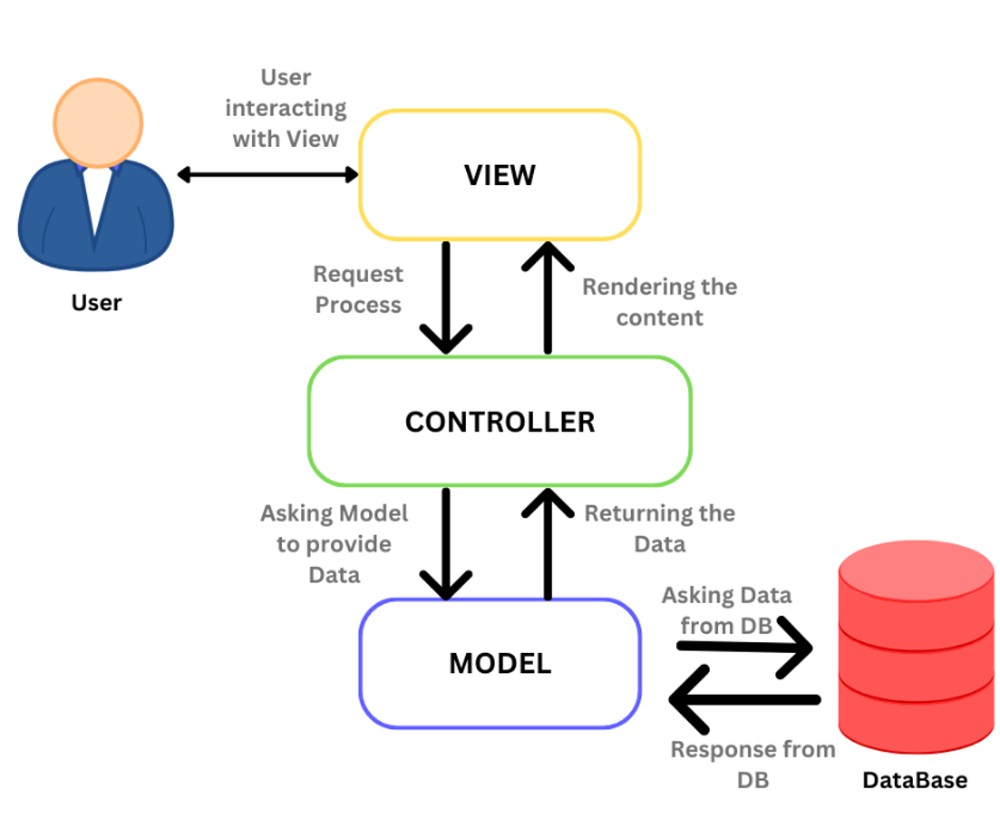 User
interacting
with View
VIEW
User
Request
Process
Rendering the
content
CONTROLLER
Asking Model
to provide
Data
Returning the
Data
MODEL
Asking Data
from DB
Response from
DB
DataBase